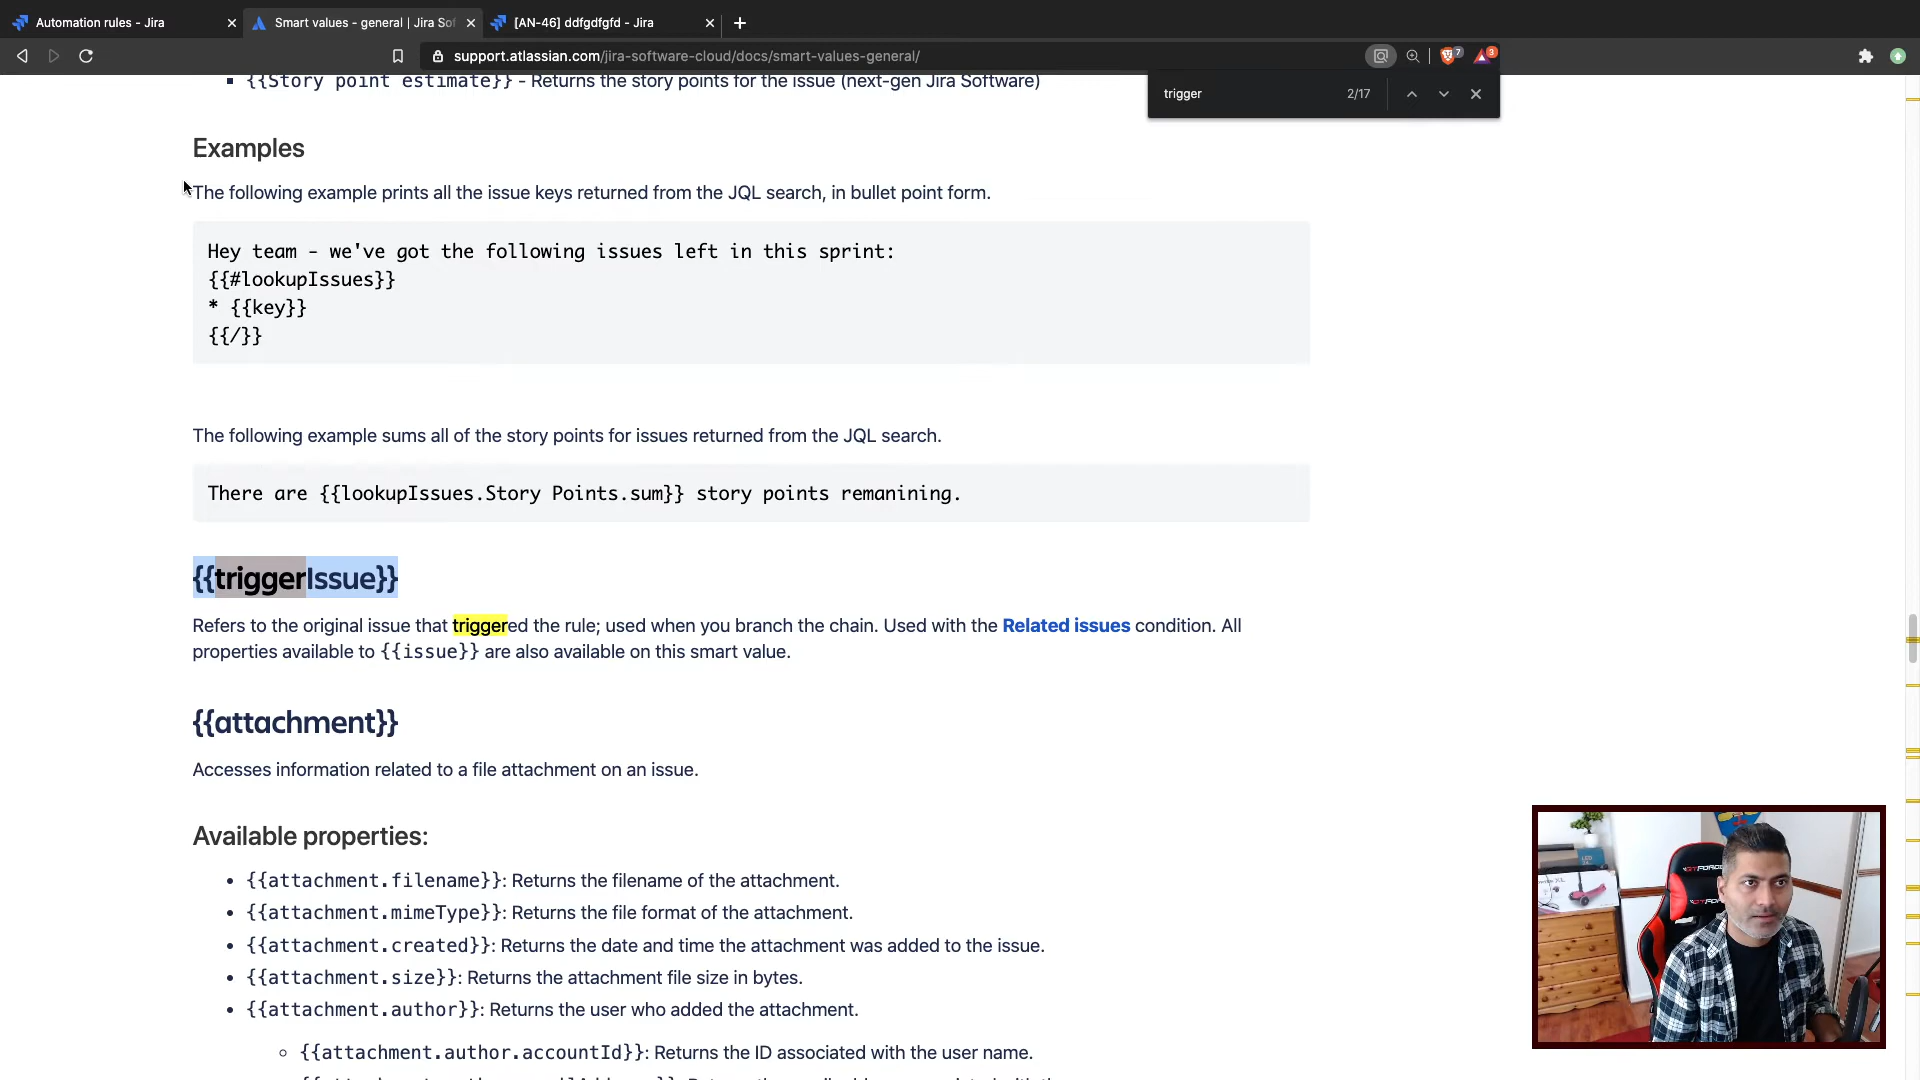 Automation rules - Jira
Smart values - general | Jira Sof
[AN-46] ddfgdfgfd - Jira
support.atlassian.com/jira-software-cloud/docs/smart-values-general/
7
3
trigger 2/17
{{Story point estimate}} - Returns the story points for the issue (next-gen Jira Software)
Examples
The following example prints all the issue keys returned from the JQL search, in bullet point form.
Hey team - we've got the following issues left in this sprint:
{{#lookupIssues}}
* {{key}}
{{/}}
The following example sums all of the story points for issues returned from the JQL search.
There are {{lookupIssues.Story Points.sum}} story points remanining.
{{triggerIssue}}
Refers to the original issue that triggered the rule; used when you branch the chain. Used with the Related issues condition. All
properties available to {{issue}} are also available on this smart value.
{{attachment}}
Accesses information related to a file attachment on an issue.
Available properties:
{{attachment.filename}}: Returns the filename of the attachment.
{{attachment.mimeType}}: Returns the file format of the attachment.
{{attachment.created}}: Returns the date and time the attachment was added to the issue.
{{attachment.size}}: Returns the attachment file size in bytes.
{{attachment.author}}: Returns the user who added the attachment.
{{attachment.author.accountId}}: Returns the ID associated with the user name.